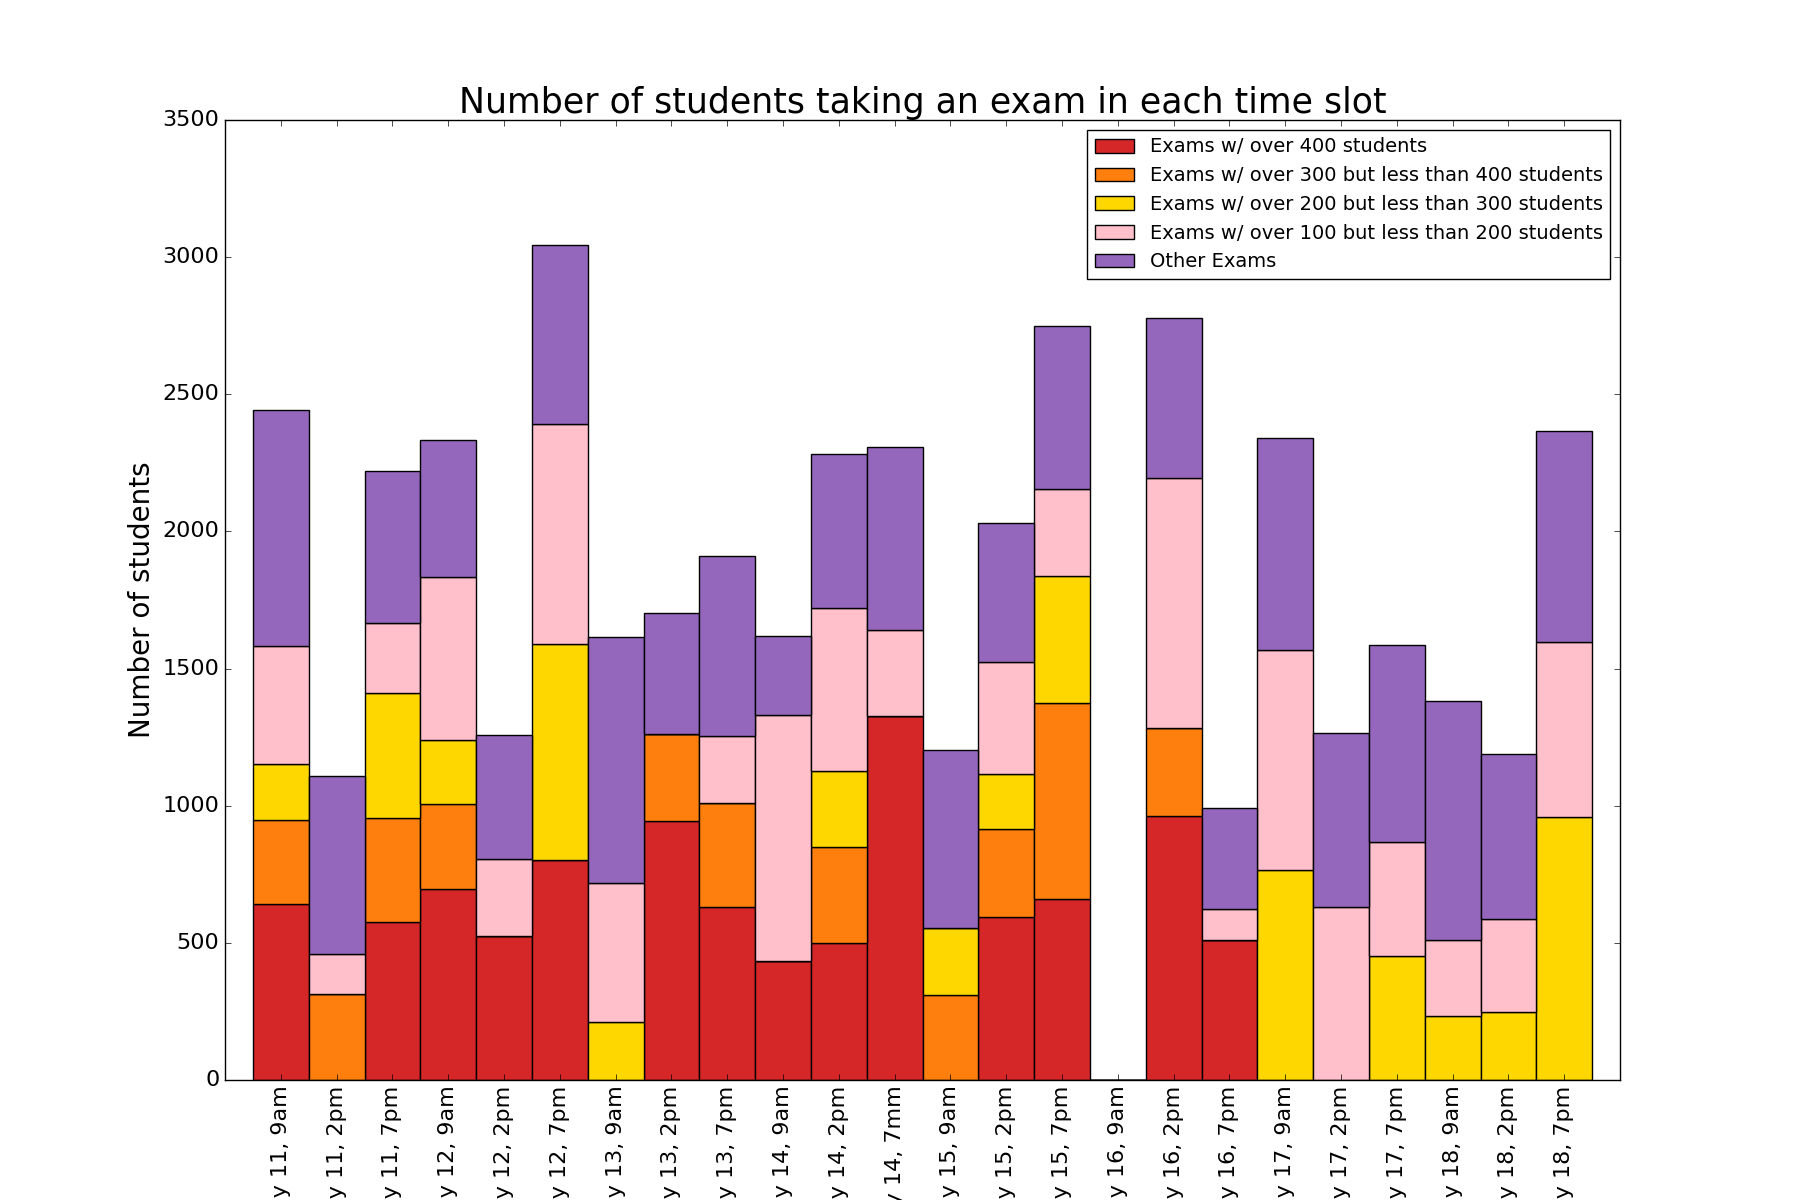 Number of students taking an exam in each time slot
Exams w/ over 400 students
Exams w/ over 300 but less than 400 students
Exams w/ over 200 but less than 300 students
Exams w/ over 100 but less than 200 students
Other Exams
Number of students
3500
3000
2500
2000
1500
1000
500
0
y 11, 9am
y 11, 2pm
y 11, 7pm
y 12, 9am
y 12, 2pm
y 12, 7pm
y 13, 9am
y 13, 2pm
y 13, 7pm
y 14, 9am
y 14, 2pm
y 14, 7mm
y 15, 9am
y 15, 2pm
y 15, 7pm
y 16, 9am
y 16, 2pm
y 16, 7pm
y 17, 9am
y 17, 2pm
y 17, 7pm
y 18, 9am
y 18, 2pm
y 18, 7pm